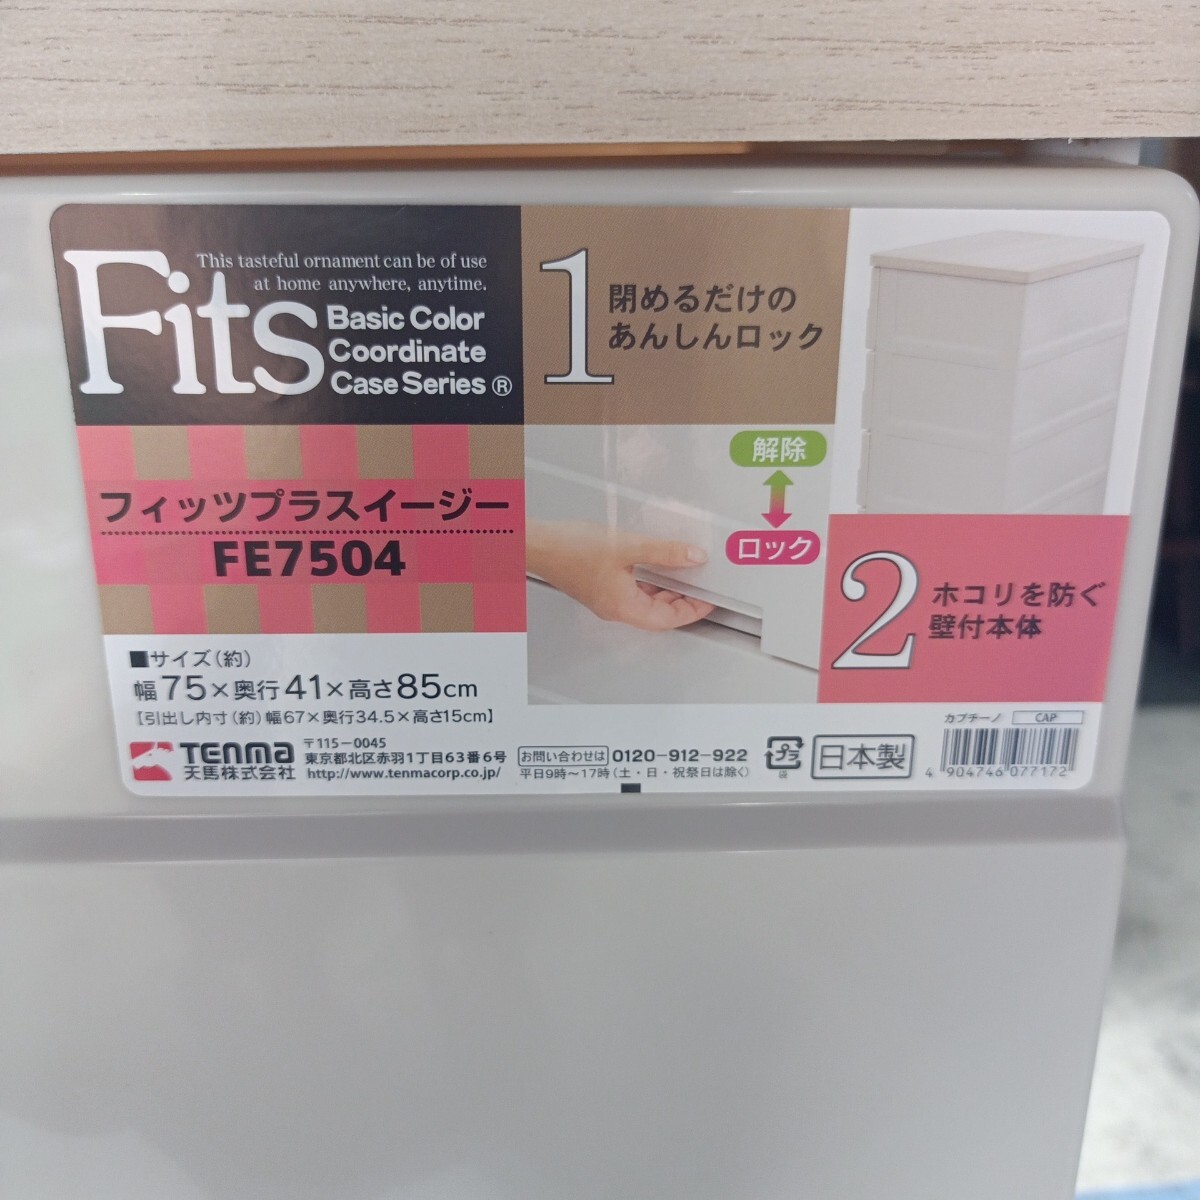 Fits
This tasteful ornament can be of use
at home anywhere, anytime.
Basic Color
Coordinate
Case Series ®
フィッツプラスイージー
FE7504
■サイズ(約)
幅75×奥行41×高さ85cm
【引出し内寸(約)幅67×奥行34.5×高さ15cm】
TENMA
天馬株式会社
〒115-0045
東京都北区赤羽1丁目63番6号
http://www.tenmacorp.co.jp/
お問い合わせは 0120-912-922
平日9時~17時(土・日・祝祭日は除く)
プラ
袋
日本製
1 閉めるだけの
あんしんロック
解除
ロック
2 ホコリを防ぐ
壁付本体
カプチーノ CAP
4 904746 077172